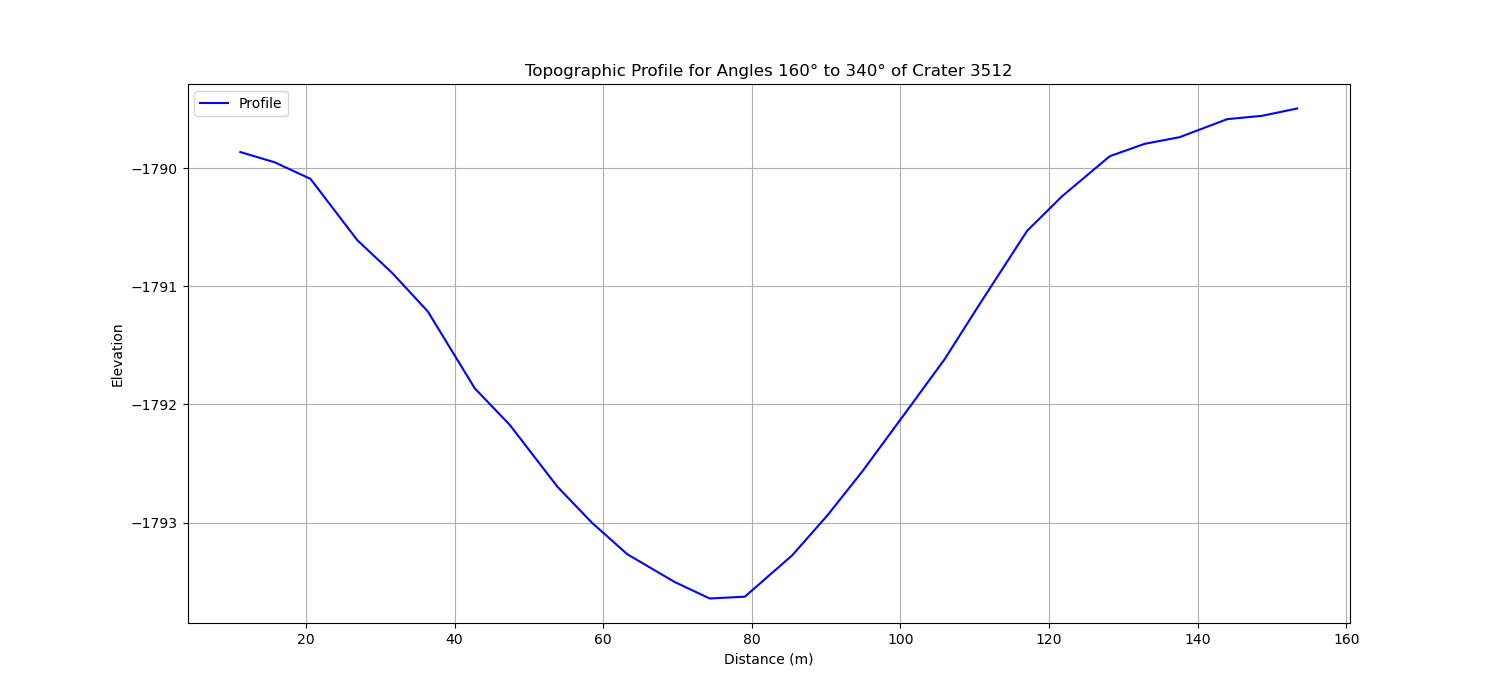 Topographic Profile for Angles 160° to 340° of Crater 3512
Profile
Elevation
−1790
−1791
−1792
−1793
20 40 60 80 100 120 140 160
Distance (m)